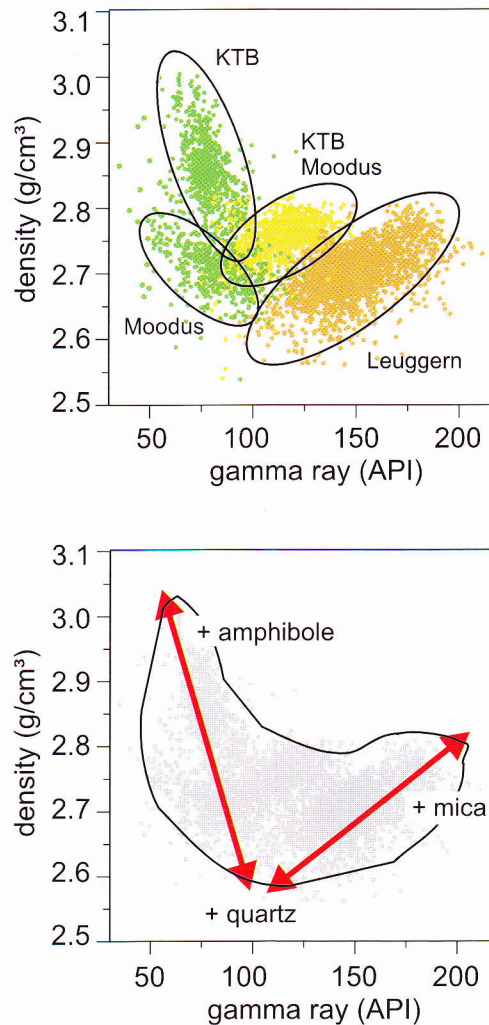 3.1
3.0
2.9
2.8
2.7
2.6
2.5
density (g/cm³)
KTB
KTB
Moodus
Moodus
Leuggern
50
100
150
200
gamma ray (API)
3.1
3.0
2.9
2.8
2.7
2.6
2.5
density (g/cm³)
+ amphibole
+ mica
+ quartz
50
100
150
200
gamma ray (API)